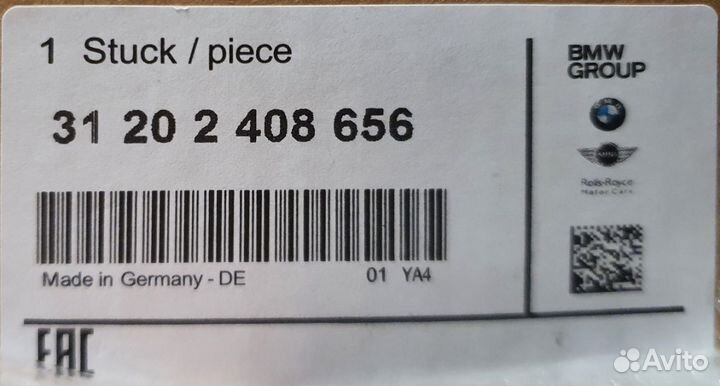 1 Stuck / piece
31 20 2 408 656
Made in Germany - DE 01 YA4
BMW
GROUP
MINI
Rolls-Royce
Motor Cars
EAC
Avito